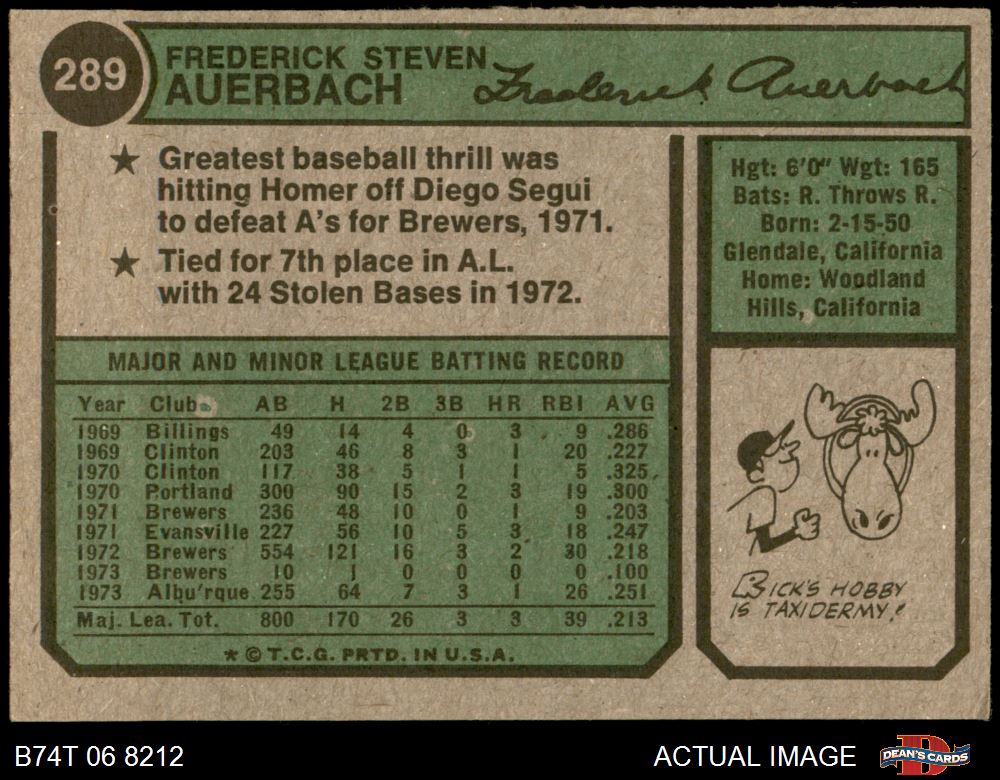 289
FREDERICK STEVEN
AUERBACH
Frederick Auerbach
★ Greatest baseball thrill was
hitting Homer off Diego Segui
to defeat A's for Brewers, 1971.
★ Tied for 7th place in A.L.
with 24 Stolen Bases in 1972.
Hgt: 6'0" Wgt: 165
Bats: R. Throws R.
Born: 2-15-50
Glendale, California
Home: Woodland
Hills, California
MAJOR AND MINOR LEAGUE BATTING RECORD
Year Club AB H 2B 3B HR RBI AVG
1969 Billings 49 14 4 0 3 9 .286
1969 Clinton 203 46 8 3 1 20 .227
1970 Clinton 117 38 5 1 1 5 .325
1970 Portland 300 90 15 2 3 19 .300
1971 Brewers 236 48 10 0 1 9 .203
1971 Evansville 227 56 10 5 3 18 .247
1972 Brewers 554 121 16 3 2 30 .218
1973 Brewers 10 1 0 0 0 0 .100
1973 Albu'rque 255 64 7 3 1 26 .251
Maj. Lea. Tot. 800 170 26 3 3 39 .213
★ © T.C.G. PRTD. IN U.S.A.
BICK'S HOBBY
IS TAXIDERMY!
B74T 06 8212
ACTUAL IMAGE
DEAN'S CARDS